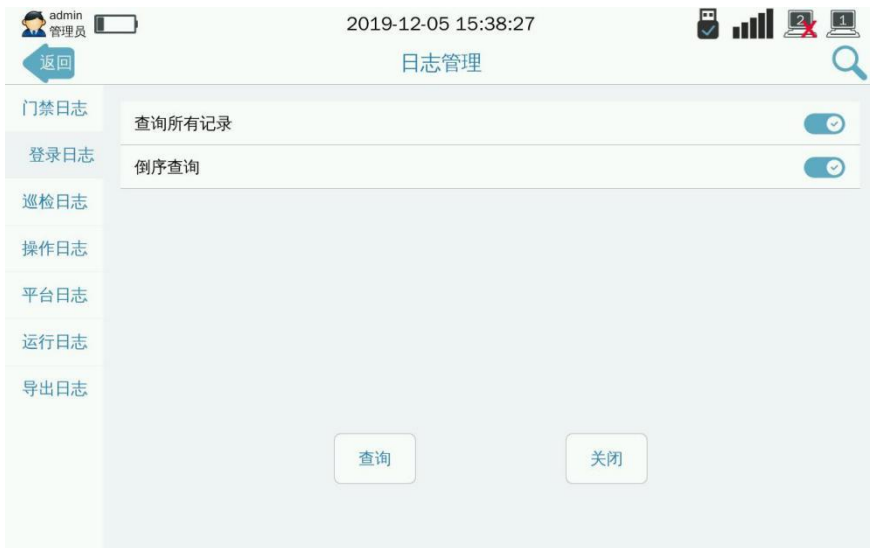 admin
管理员
2019-12-05 15:38:27
2
1
返回
日志管理
门禁日志
登录日志
巡检日志
操作日志
平台日志
运行日志
导出日志
查询所有记录
倒序查询
查询
关闭